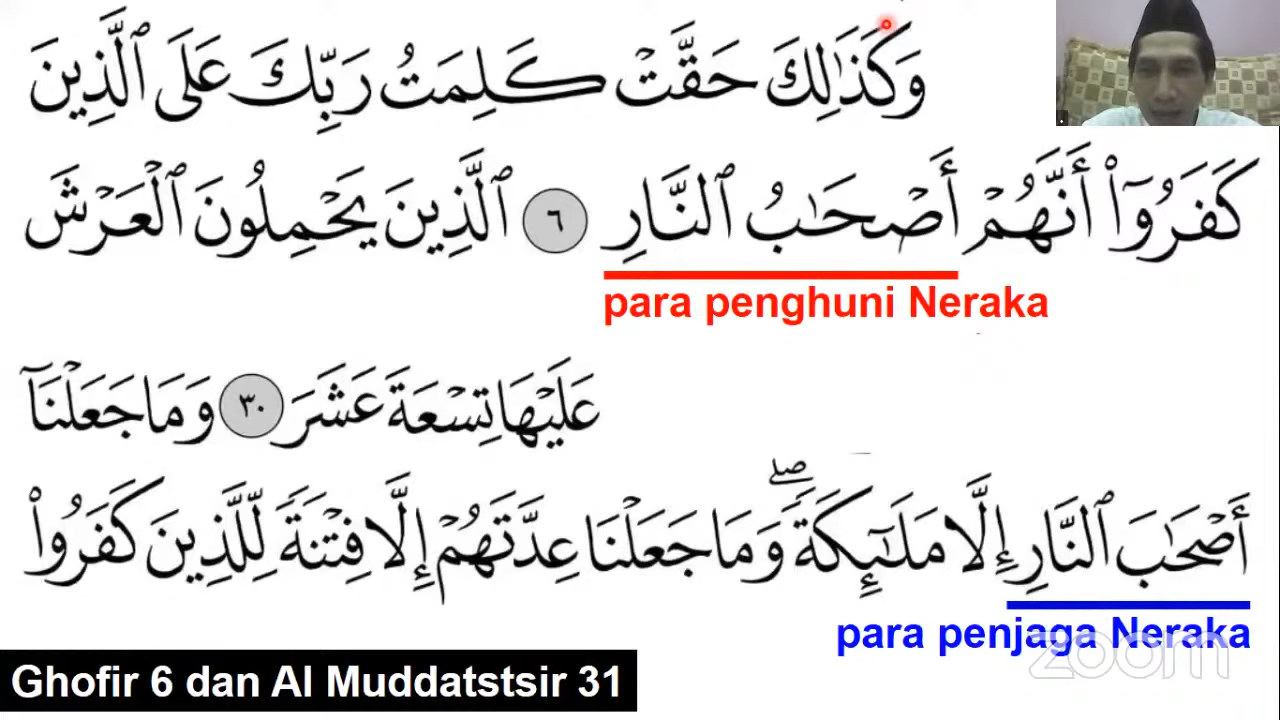 وَكَذَٰلِكَ حَقَّتْ كَلِمَتُ رَبِّكَ عَلَى ٱلَّذِينَ
كَفَرُوٓا۟ أَنَّهُمْ أَصْحَـٰبُ ٱلنَّارِ ٦ ٱلَّذِينَ يَحْمِلُونَ ٱلْعَرْشَ
para penghuni Neraka
عَلَيْهَا تِسْعَةَ عَشَرَ ٣٠ وَمَا جَعَلْنَآ
أَصْحَـٰبَ ٱلنَّارِ إِلَّا مَلَـٰٓئِكَةً ۖ وَمَا جَعَلْنَا عِدَّتَهُمْ إِلَّا فِتْنَةً لِّلَّذِينَ كَفَرُوا۟
para penjaga Neraka
zoom
Ghofir 6 dan Al Muddatstsir 31